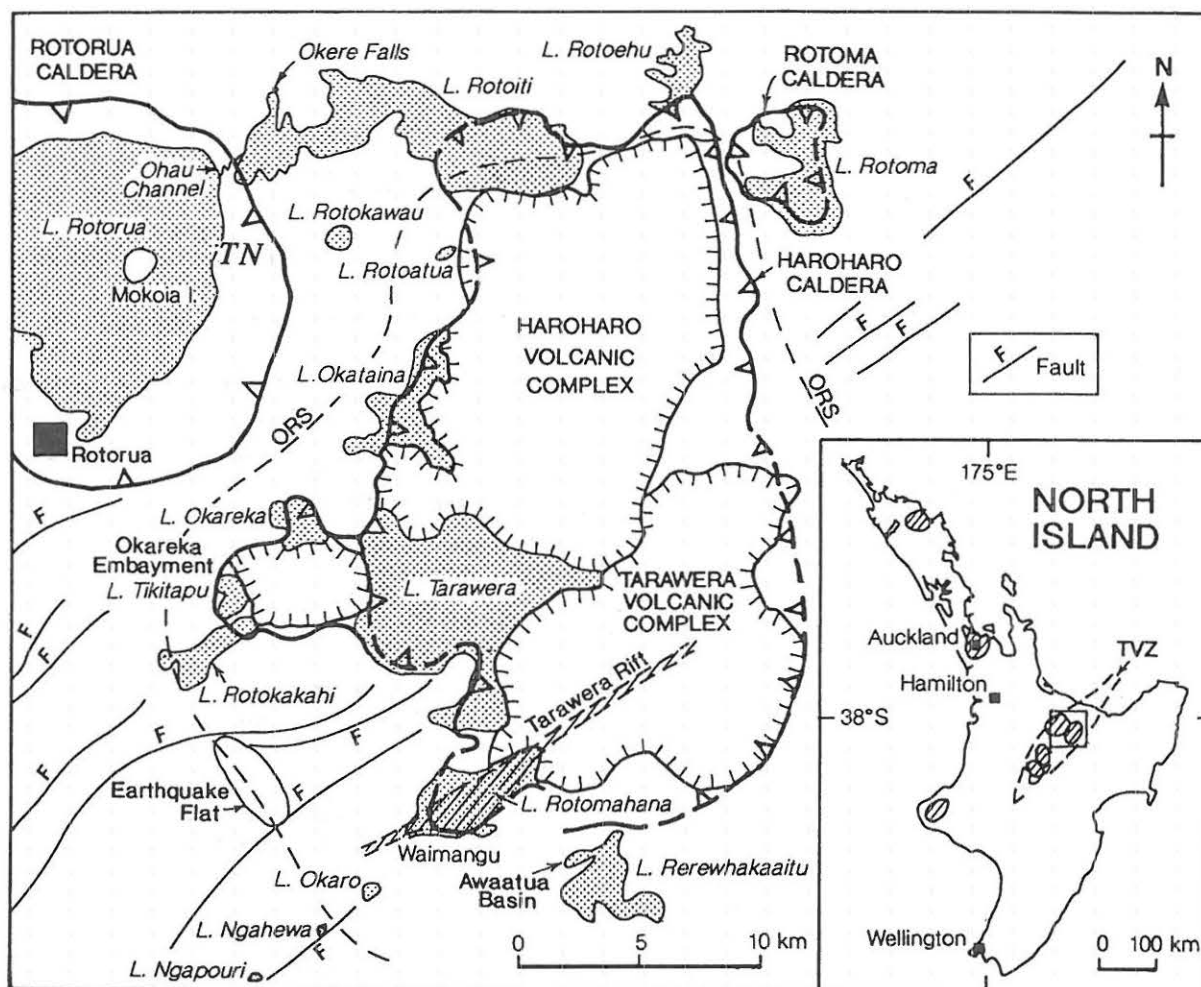 ROTORUA
CALDERA
Okere Falls
L. Rotoehu
ROTOMA
CALDERA
N
L. Rotoiti
Ohau
Channel
L. Rotoma
F
L. Rotorua
TN
L. Rotokawau
L. Rotoatua
Mokoia I.
HAROHARO
CALDERA
HAROHARO
VOLCANIC
COMPLEX
F
F
F
F
Fault
L. Okataina
ORS
ORS
Rotorua
F
L. Okareka
Okareka
Embayment
L. Tikitapu
L. Tarawera
TARAWERA
VOLCANIC
COMPLEX
F
F
L. Rotokakahi
Tarawera Rift
F
F
F
F
Earthquake
Flat
L. Rotomahana
Waimangu
Awaatua
Basin
L. Rerewhakaaitu
L. Okaro
L. Ngahewa
F
L. Ngapouri
0 5 10 km
175°E
NORTH
ISLAND
Auckland
Hamilton
TVZ
38°S
Wellington
0 100 km